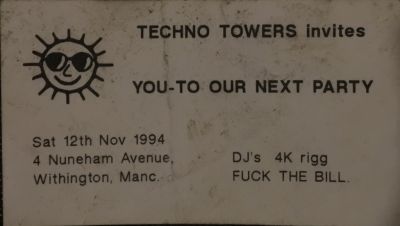 TECHNO TOWERS invites
YOU-TO OUR NEXT PARTY
Sat 12th Nov 1994
4 Nuneham Avenue,
Withington, Manc.
DJ's 4K rigg
FUCK THE BILL.